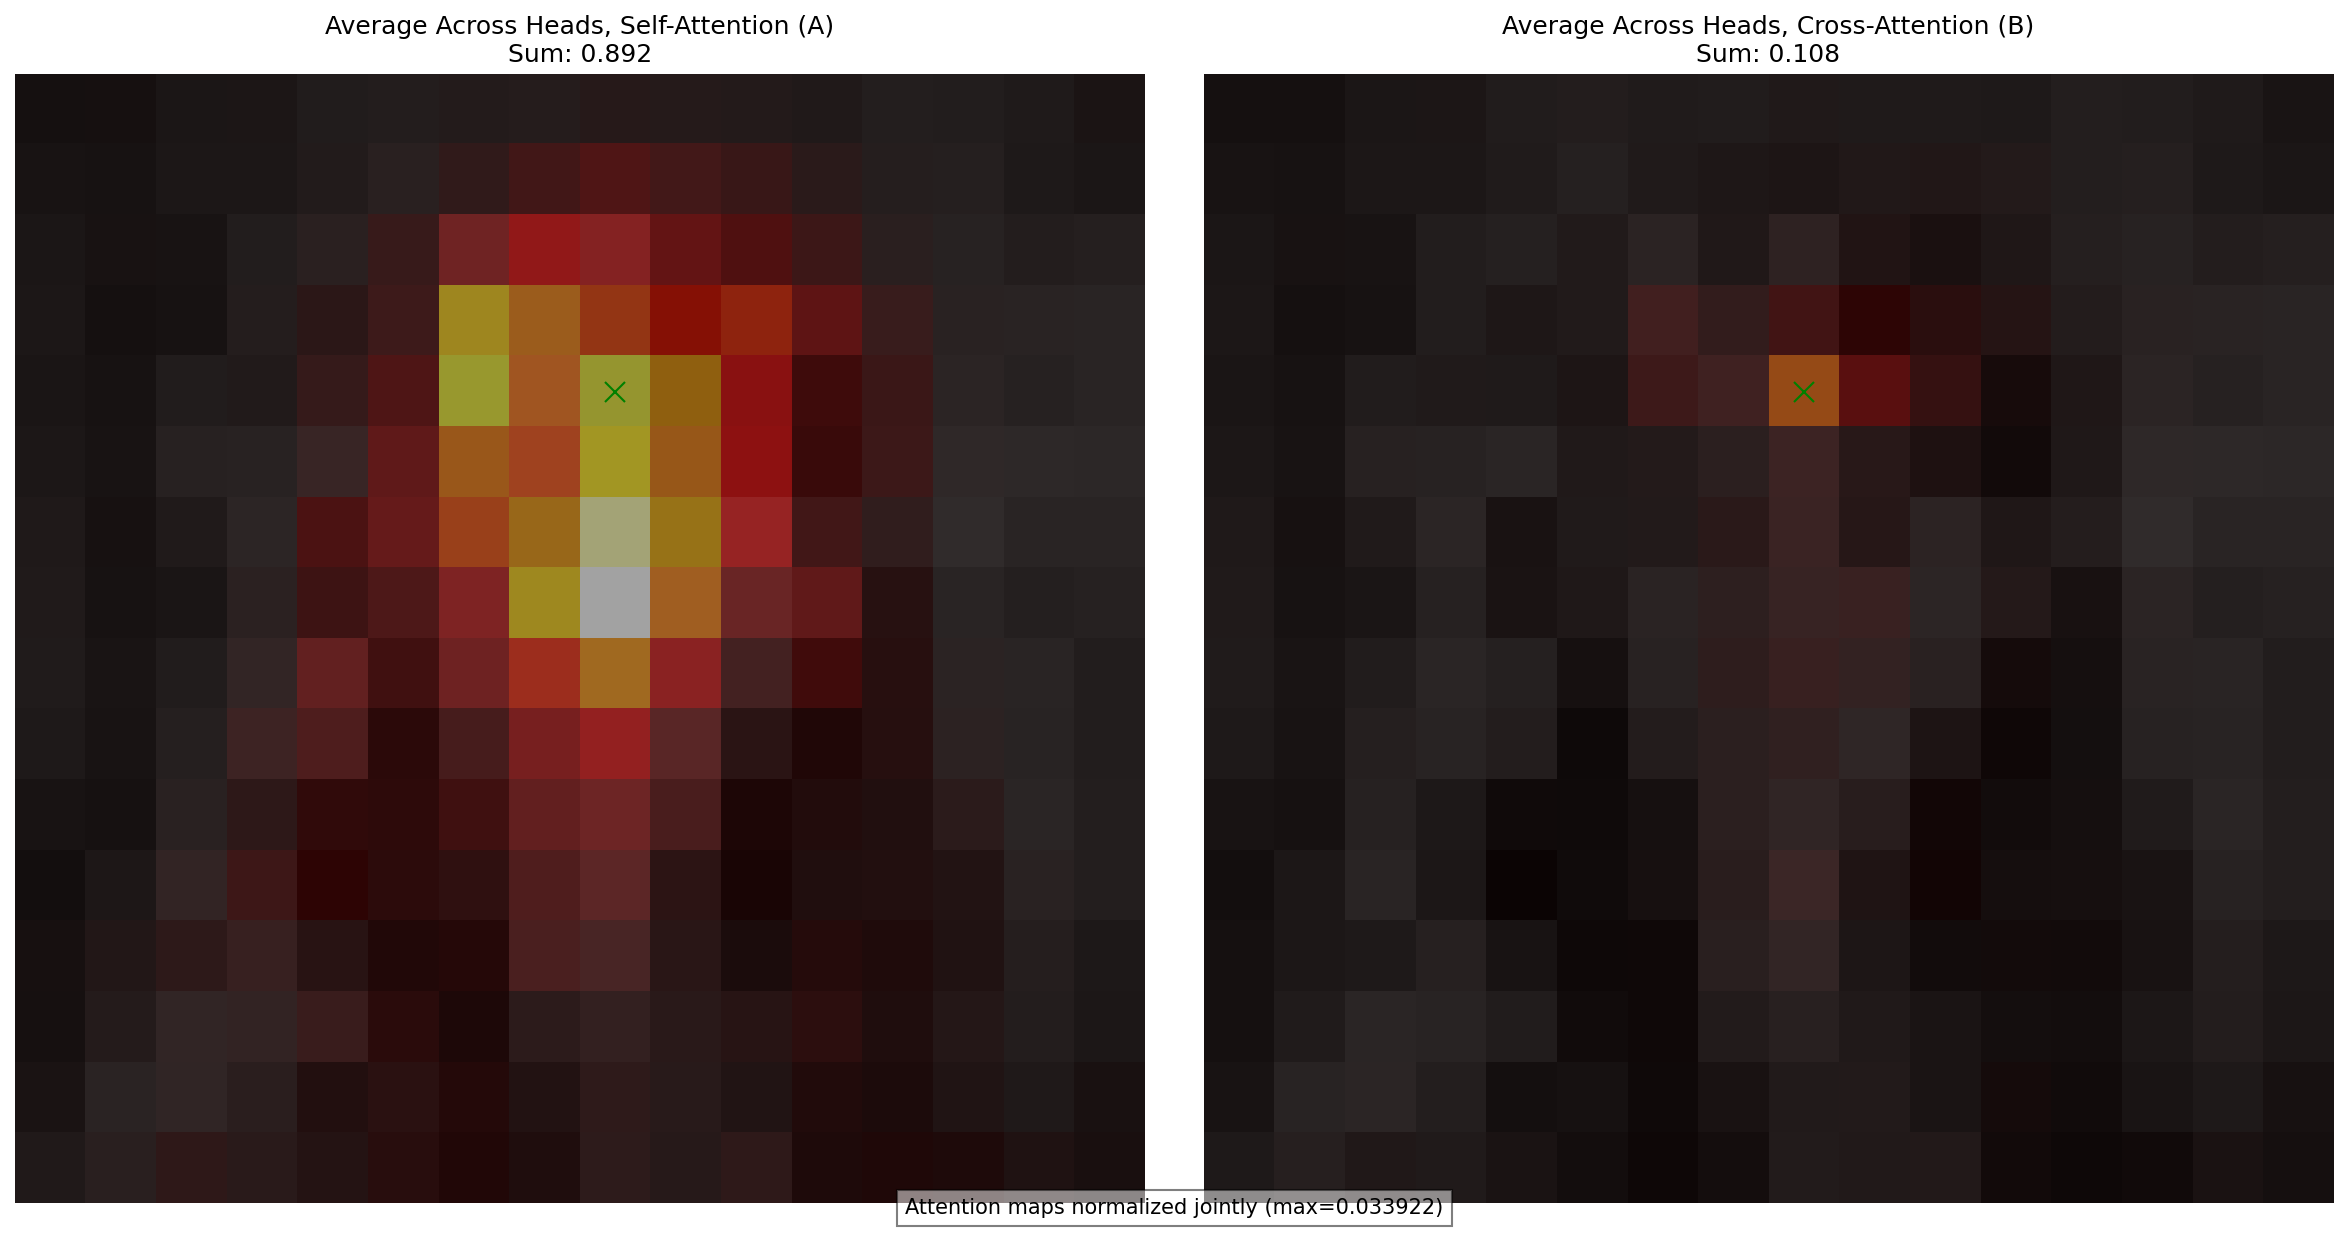 Average Across Heads, Self-Attention (A)
Sum: 0.892
Average Across Heads, Cross-Attention (B)
Sum: 0.108
Attention maps normalized jointly (max=0.033922)